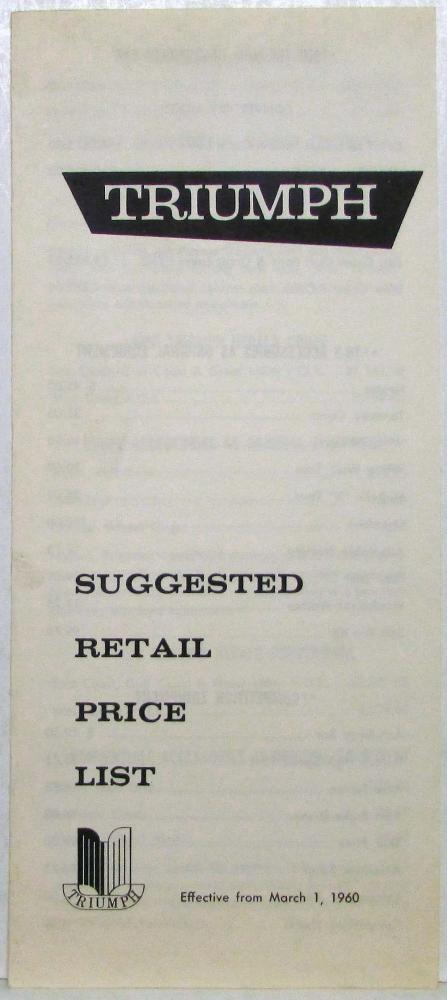 TRIUMPH
SUGGESTED
RETAIL
PRICE
LIST
TRIUMPH
Effective from March 1, 1960